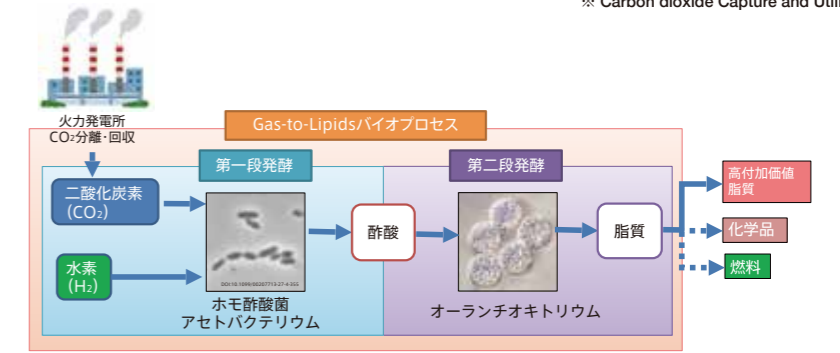 ※ Carbon dioxide Capture and Util
火力発電所
CO₂分離・回収
Gas-to-Lipidsバイオプロセス
第一段発酵
第二段発酵
二酸化炭素
(CO₂)
水素
(H₂)
ホモ酢酸菌
アセトバクテリウム
酢酸
オーランチオキトリウム
脂質
高付加価値
脂質
化学品
燃料